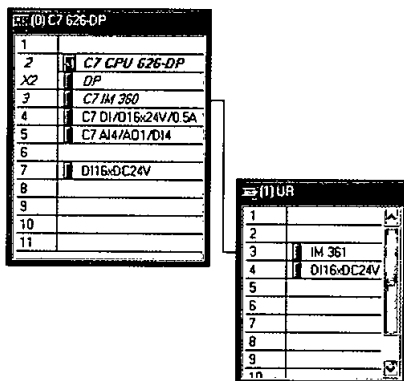 (0) C7 626-DP
1
2 C7 CPU 626-DP
X2 DP
3 C7 IM 360
4 C7 DI/DO16x24V/0.5A
5 C7 AI4/AO1/DI4
6
7 DI16xDC24V
8
9
10
11
(1) UR
1
2
3 IM 361
4 DI16xDC24V
5
6
7
8
9
10